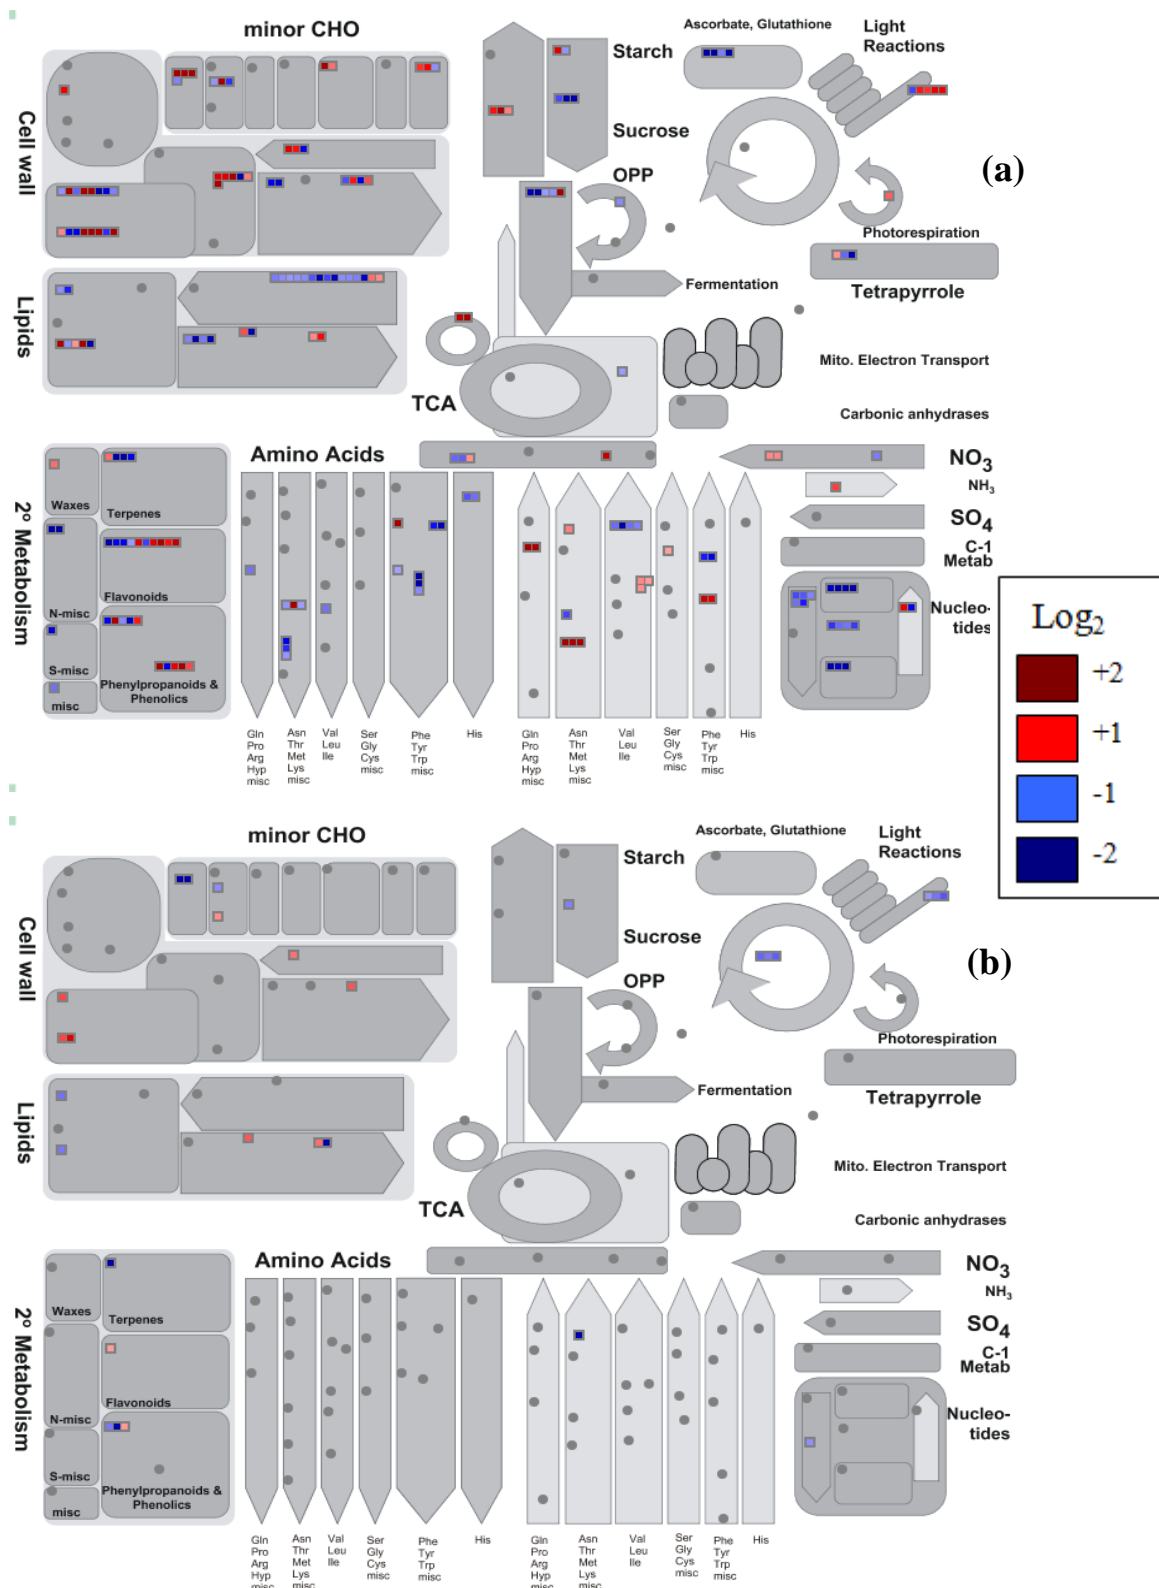 minor CHO
Cell wall
Lipids
Starch
Sucrose
OPP
Ascorbate, Glutathione
Light
Reactions
(a)
Photorespiration
Tetrapyrrole
Fermentation
Mito. Electron Transport
TCA
Carbonic anhydrases
2º Metabolism
Waxes
Terpenes
Flavonoids
N-misc
S-misc
misc
Phenylpropanoids &
Phenolics
Amino Acids
Gln
Pro
Arg
Hyp
misc
Asn
Thr
Met
Lys
misc
Val
Leu
Ile
Ser
Gly
Cys
misc
Phe
Tyr
Trp
misc
His
Gln
Pro
Arg
Hyp
misc
Asn
Thr
Met
Lys
misc
Val
Leu
Ile
Ser
Gly
Cys
misc
Phe
Tyr
Trp
misc
His
NO3
NH3
SO4
C-1
Metab
Nucleo-
tides
Log2
+2
+1
-1
-2
minor CHO
Cell wall
Lipids
Starch
Sucrose
OPP
Ascorbate, Glutathione
Light
Reactions
(b)
Photorespiration
Tetrapyrrole
Fermentation
Mito. Electron Transport
TCA
Carbonic anhydrases
2º Metabolism
Waxes
Terpenes
Flavonoids
N-misc
S-misc
misc
Phenylpropanoids &
Phenolics
Amino Acids
Gln
Pro
Arg
Hyp
misc
Asn
Thr
Met
Lys
misc
Val
Leu
Ile
Ser
Gly
Cys
misc
Phe
Tyr
Trp
misc
His
Gln
Pro
Arg
Hyp
misc
Asn
Thr
Met
Lys
misc
Val
Leu
Ile
Ser
Gly
Cys
misc
Phe
Tyr
Trp
misc
His
NO3
NH3
SO4
C-1
Metab
Nucleo-
tides